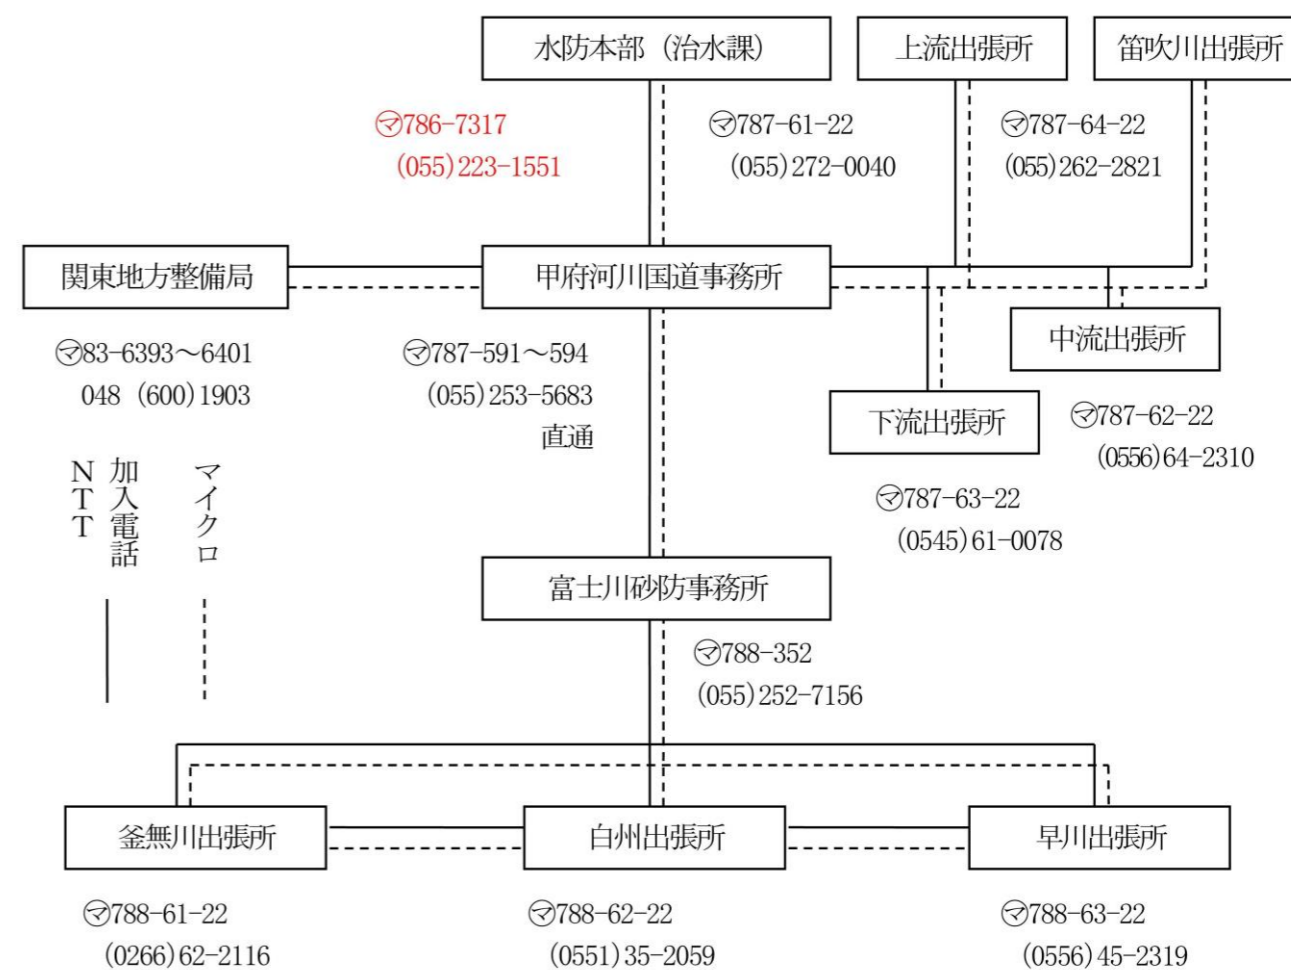 水防本部（治水課）
上流出張所
笛吹川出張所
㋮786-7317
(055)223-1551
㋮787-61-22
(055)272-0040
㋮787-64-22
(055)262-2821
関東地方整備局
甲府河川国道事務所
㋮83-6393～6401
048（600)1903
㋮787-591～594
(055)253-5683
直通
中流出張所
㋮787-62-22
(0556)64-2310
下流出張所
㋮787-63-22
(0545)61-0078
マイクロ
加入電話
NTT
富士川砂防事務所
㋮788-352
(055)252-7156
釜無川出張所
白州出張所
早川出張所
㋮788-61-22
(0266)62-2116
㋮788-62-22
(0551)35-2059
㋮788-63-22
(0556)45-2319